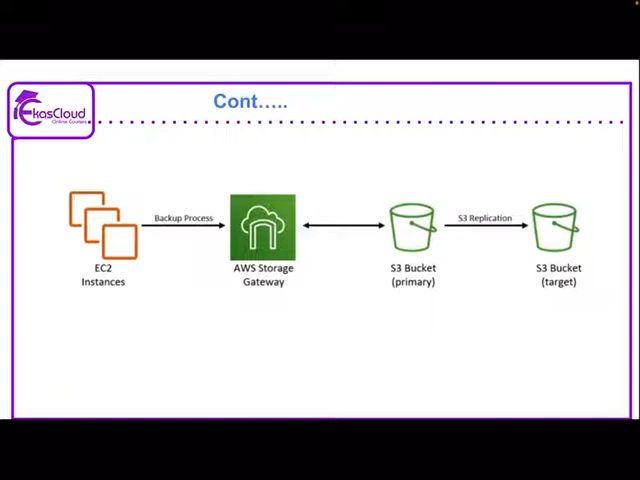 EkasCloud
Online Courses
Cont.....
Backup Process
S3 Replication
EC2
Instances
AWS Storage
Gateway
S3 Bucket
(primary)
S3 Bucket
(target)